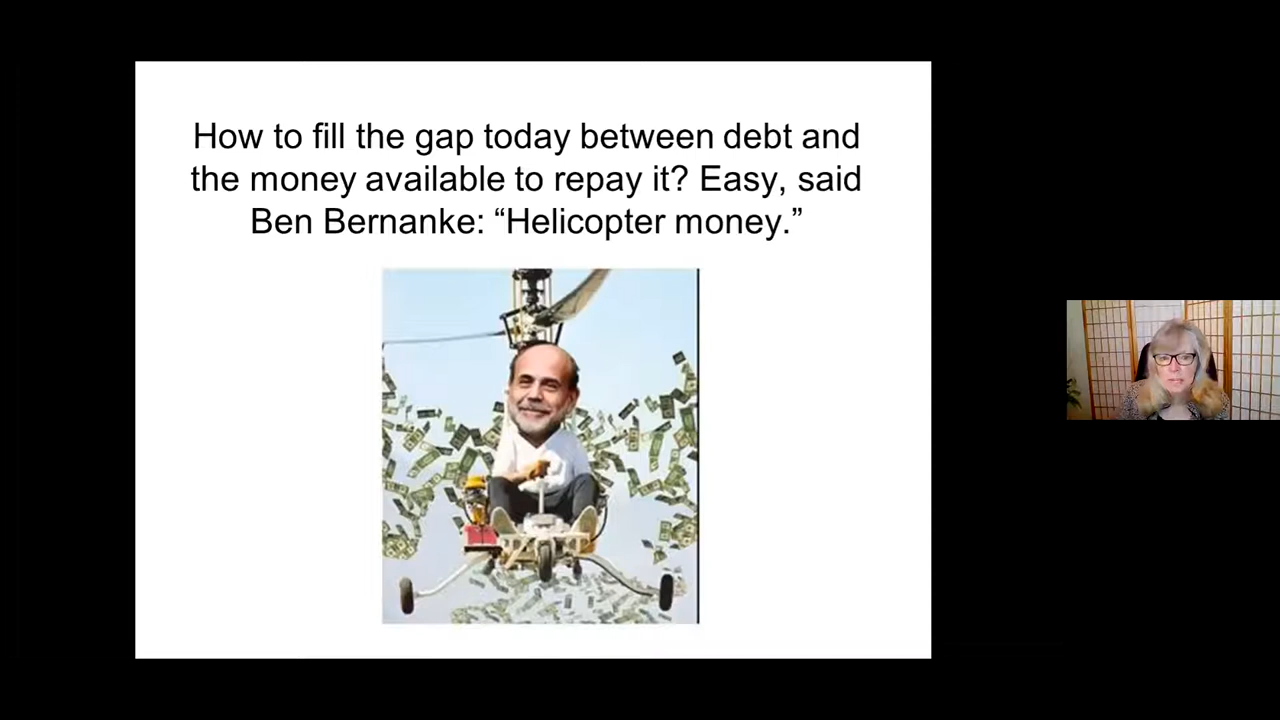 How to fill the gap today between debt and
the money available to repay it? Easy, said
Ben Bernanke: “Helicopter money.”